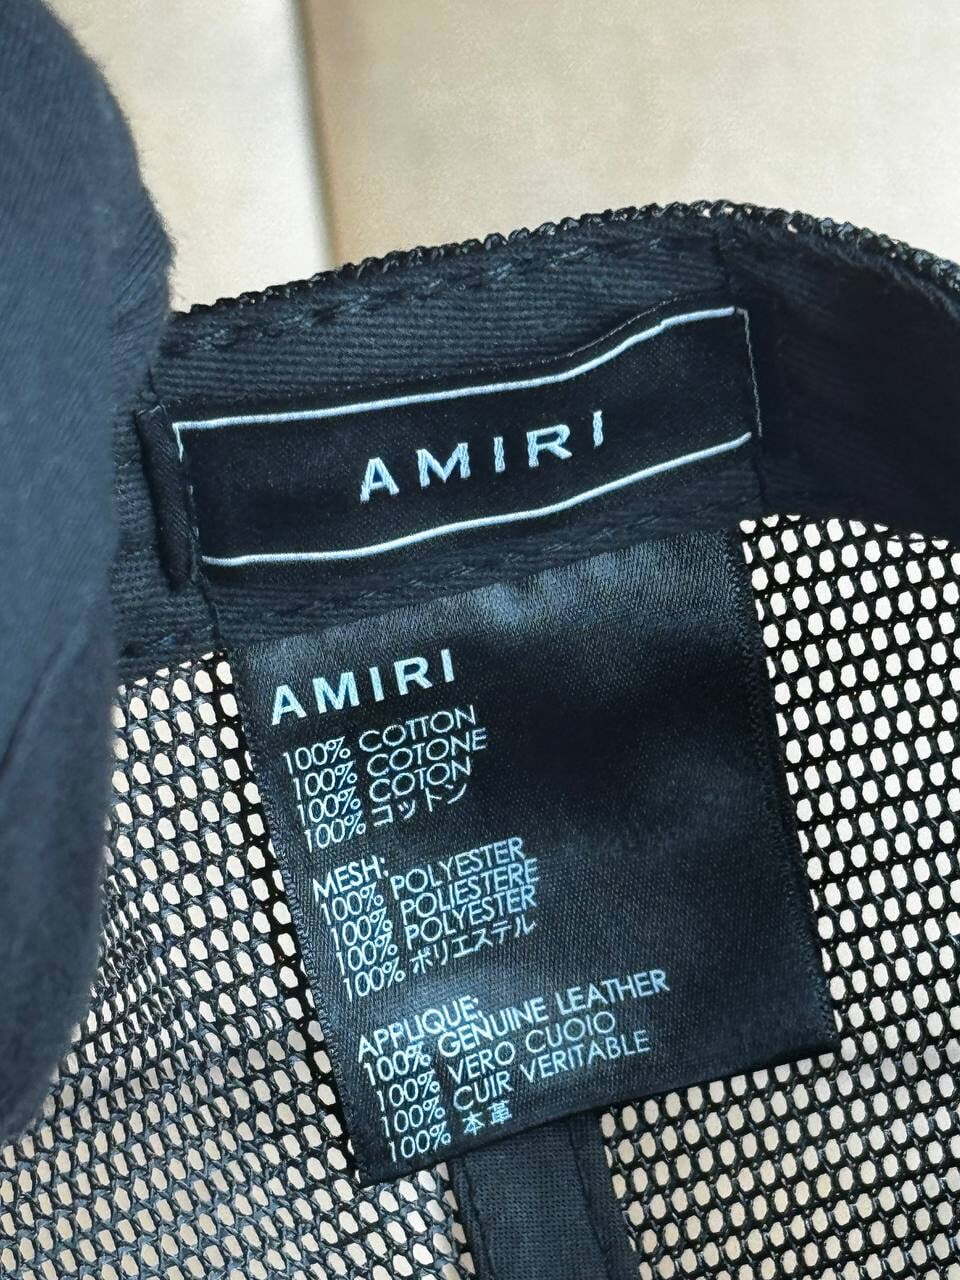 AMIRI
AMIRI
100% COTTON
100% COTONE
100% COTON
100% コットン
MESH:
100% POLYESTER
100% POLIESTERE
100% POLYESTER
100% ポリエステル
APPLIQUE:
100% GENUINE LEATHER
100% VERO CUOIO
100% CUIR VERITABLE
100% 本革